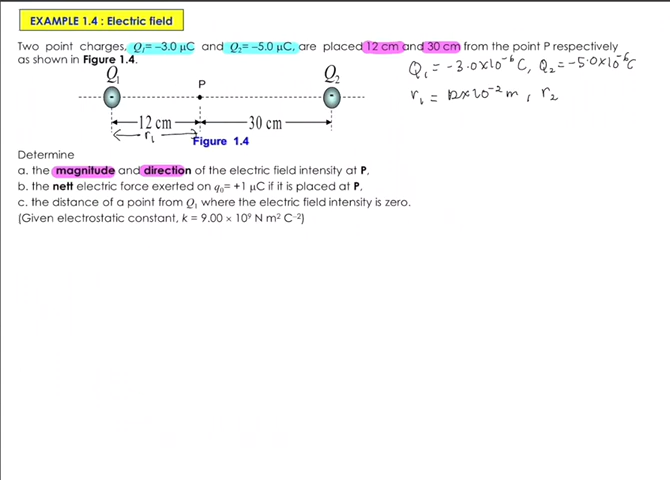 EXAMPLE 1.4 : Electric field
Two point charges, Q₁= –3.0 μC and Q₂= –5.0 μC, are placed 12 cm and 30 cm from the point P respectively
as shown in Figure 1.4.
Q₁ = -3.0×10⁻⁶ C, Q₂ = -5.0×10⁻⁶C
r₁ = 12×10⁻² m, r₂
Q₁ P Q₂
12 cm 30 cm
r₁
Figure 1.4
Determine
a. the magnitude and direction of the electric field intensity at P,
b. the nett electric force exerted on q₀= +1 μC if it is placed at P,
c. the distance of a point from Q₁ where the electric field intensity is zero.
(Given electrostatic constant, k = 9.00 × 10⁹ N m² C⁻²)